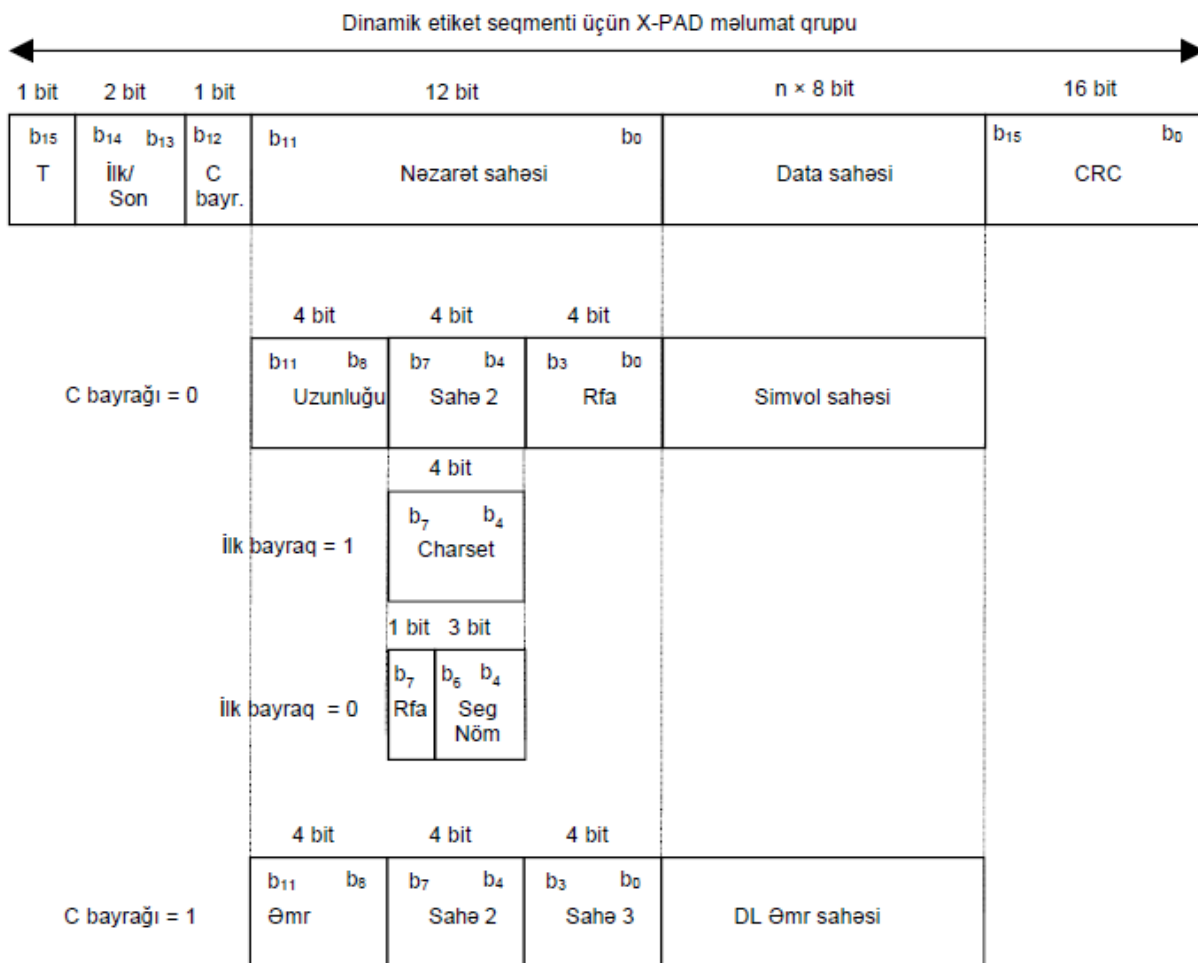 Dinamik etiket seqmenti üçün X-PAD məlumat qrupu
1 bit 2 bit 1 bit 12 bit n × 8 bit 16 bit
b15 b14 b13 b12 b11 b0 b15 b0
T İlk/ C Nəzarət sahəsi Data sahəsi CRC
Son bayr.
4 bit 4 bit 4 bit
b11 b8 b7 b4 b3 b0
C bayrağı = 0 Uzunluğu Sahə 2 Rfa Simvol sahəsi
4 bit
b7 b4
İlk bayraq = 1 Charset
1 bit 3 bit
b7 b6 b4
İlk bayraq = 0 Rfa Seg
Nöm
4 bit 4 bit 4 bit
b11 b8 b7 b4 b3 b0
C bayrağı = 1 Əmr Sahə 2 Sahə 3 DL Əmr sahəsi